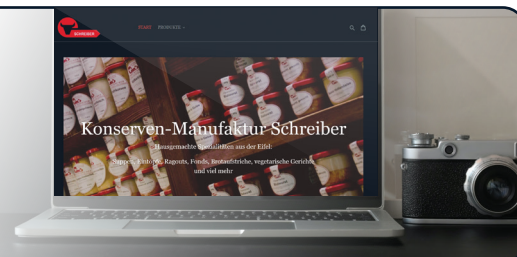 SCHREIBER
START PRODUKTE
Konserven-Manufaktur Schreiber
Hausgemachte Spezialitäten aus der Eifel:
Suppen, Eintöpfe, Ragouts, Fonds, Brotaufstriche, vegetarische Gerichte
und viel mehr